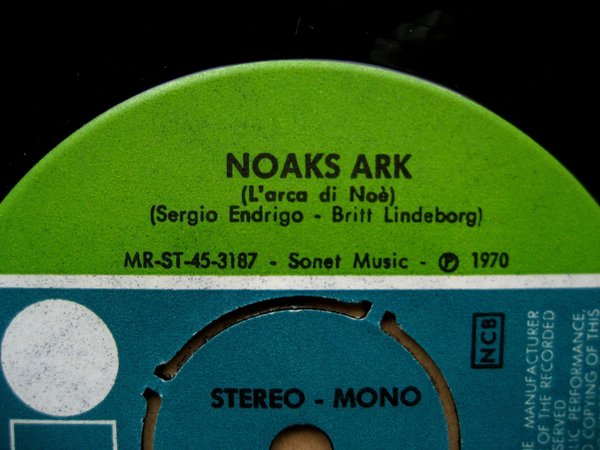 NOAKS ARK
(L'arca di Noè)
(Sergio Endrigo - Britt Lindeborg)
MR-ST-45-3187 - Sonet Music - Ⓟ 1970
STEREO - MONO
NCB
MANUFACTURER
OF THE RECORDED
PERFORMANCE,
COPYING OF THIS